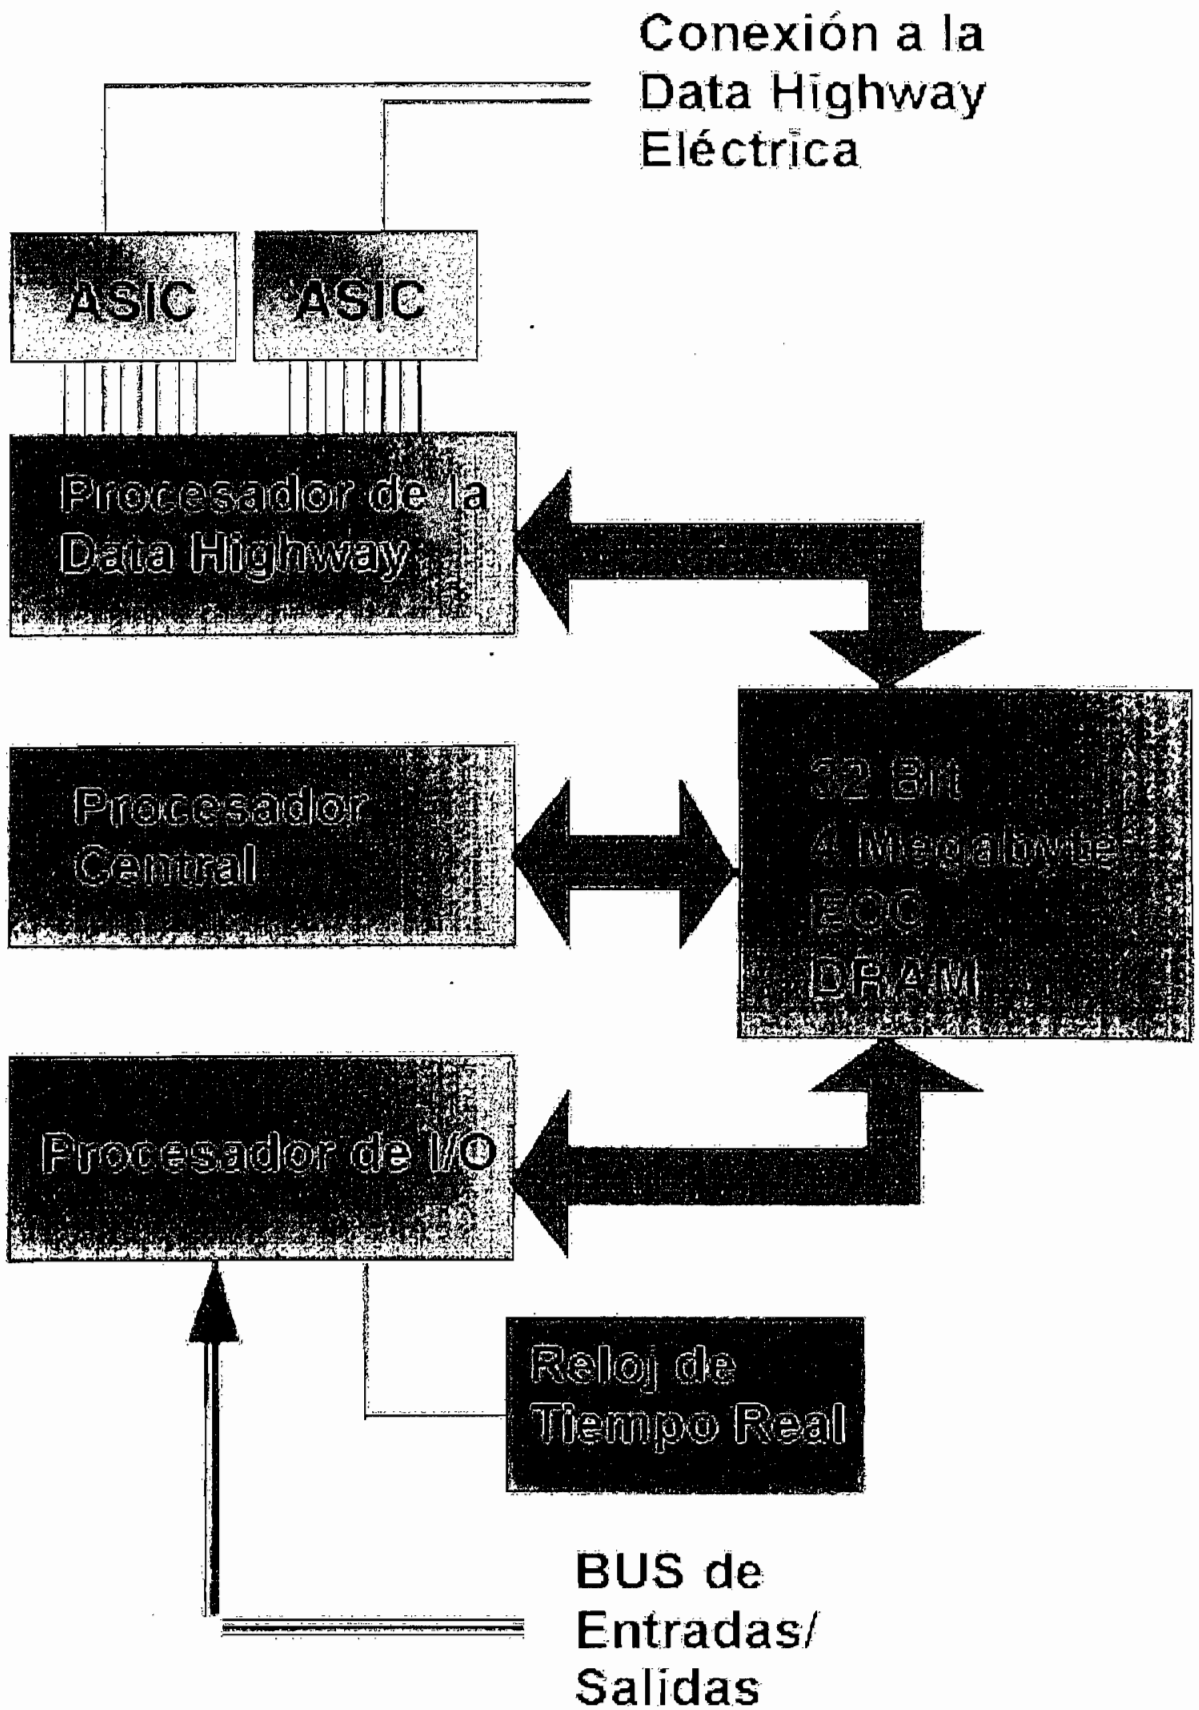 Conexión a la
Data Highway
Eléctrica
ASIC
ASIC
Procesador de la
Data Highway
Procesador
Central
32 Bit
4 Megabyte
ECC
DRAM
Procesador de I/O
Reloj de
Tiempo Real
BUS de
Entradas/
Salidas